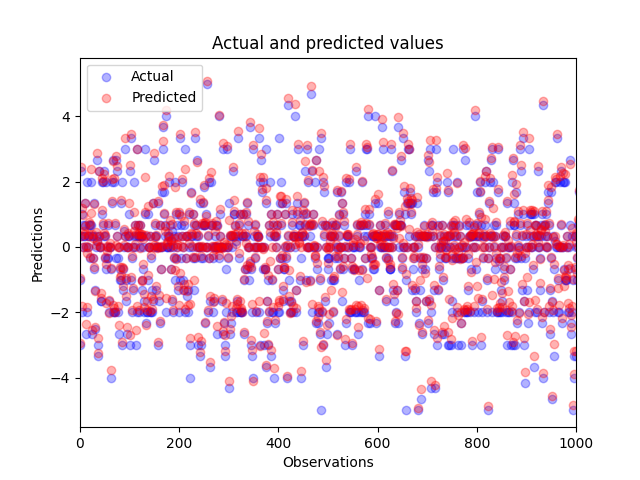 Actual and predicted values
Actual
Predicted
Predictions
4
2
0
−2
−4
0
200
400
600
800
1000
Observations